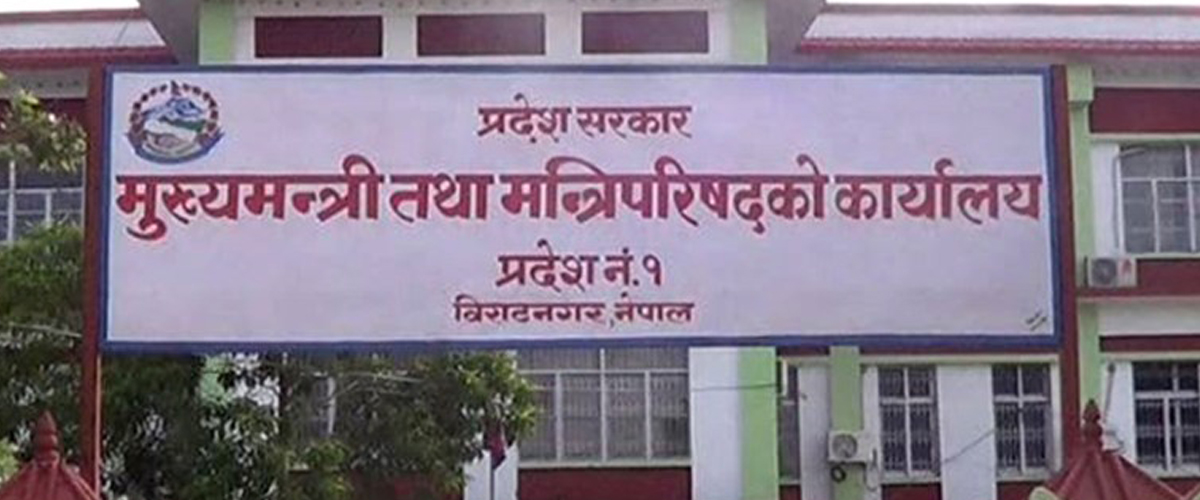 प्रदेश सरकार
मुख्यमन्त्री तथा मन्त्रिपरिषद्को कार्यालय
प्रदेश नं.१
विराटनगर,नेपाल